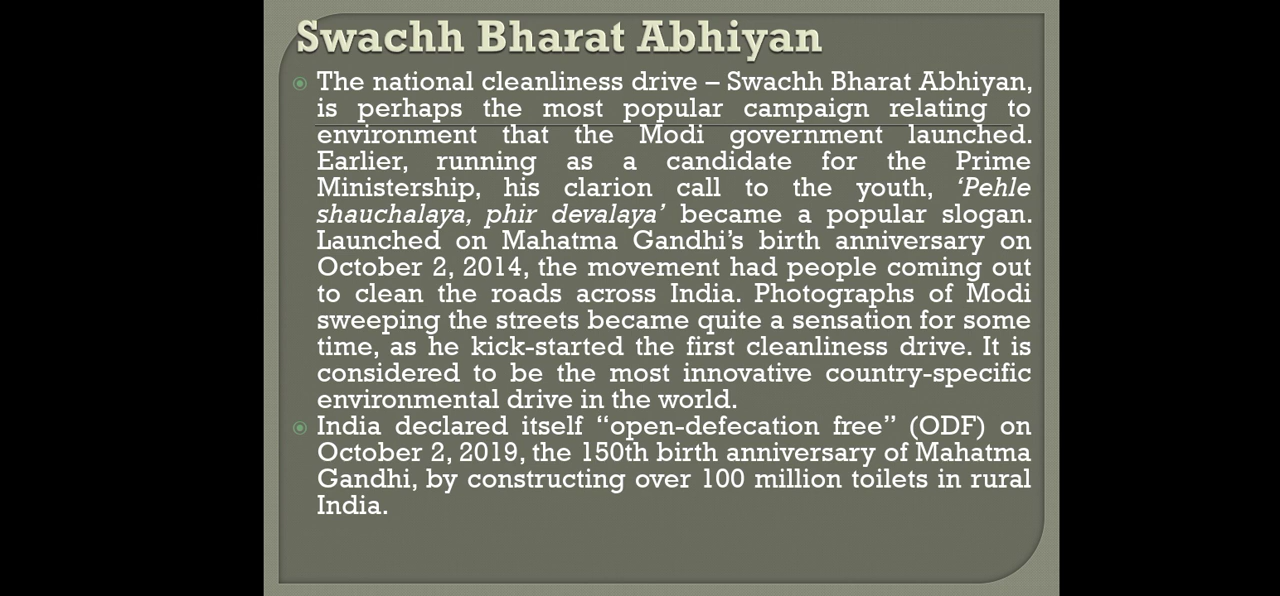 Swachh Bharat Abhiyan
The national cleanliness drive – Swachh Bharat Abhiyan,
is perhaps the most popular campaign relating to
environment that the Modi government launched.
Earlier, running as a candidate for the Prime
Ministership, his clarion call to the youth, ‘Pehle
shauchalaya, phir devalaya’ became a popular slogan.
Launched on Mahatma Gandhi’s birth anniversary on
October 2, 2014, the movement had people coming out
to clean the roads across India. Photographs of Modi
sweeping the streets became quite a sensation for some
time, as he kick-started the first cleanliness drive. It is
considered to be the most innovative country-specific
environmental drive in the world.
India declared itself “open-defecation free” (ODF) on
October 2, 2019, the 150th birth anniversary of Mahatma
Gandhi, by constructing over 100 million toilets in rural
India.